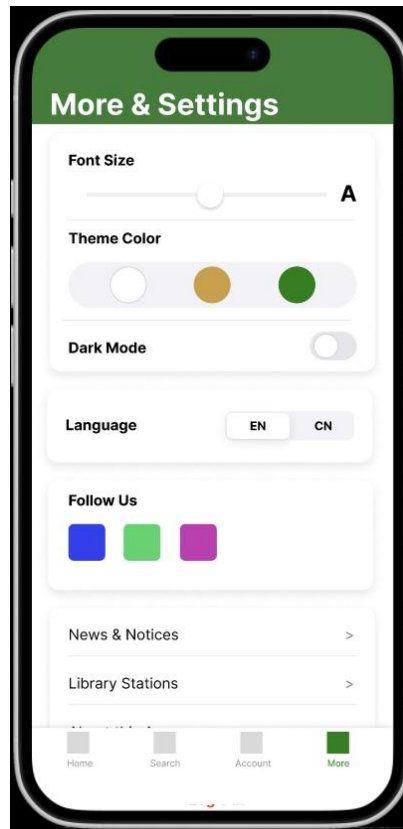 More & Settings
Font Size
A
Theme Color
Dark Mode
Language EN CN
Follow Us
News & Notices >
Library Stations >
Home Search Account More